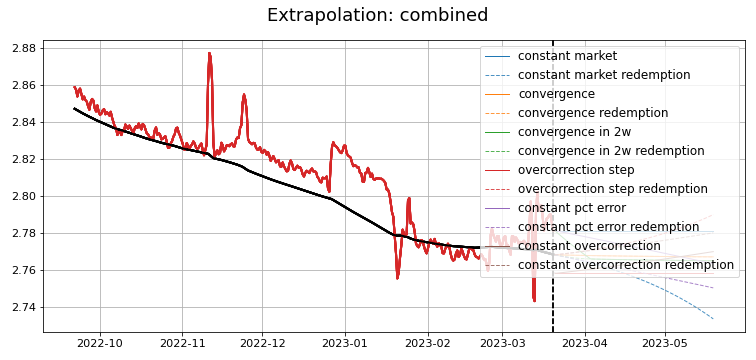 Extrapolation: combined
2.88
2.86
2.84
2.82
2.80
2.78
2.76
2.74
constant market
constant market redemption
convergence
convergence redemption
convergence in 2w
convergence in 2w redemption
overcorrection step
overcorrection step redemption
constant pct error
constant pct error redemption
constant overcorrection
constant overcorrection redemption
2022-10 2022-11 2022-12 2023-01 2023-02 2023-03 2023-04 2023-05